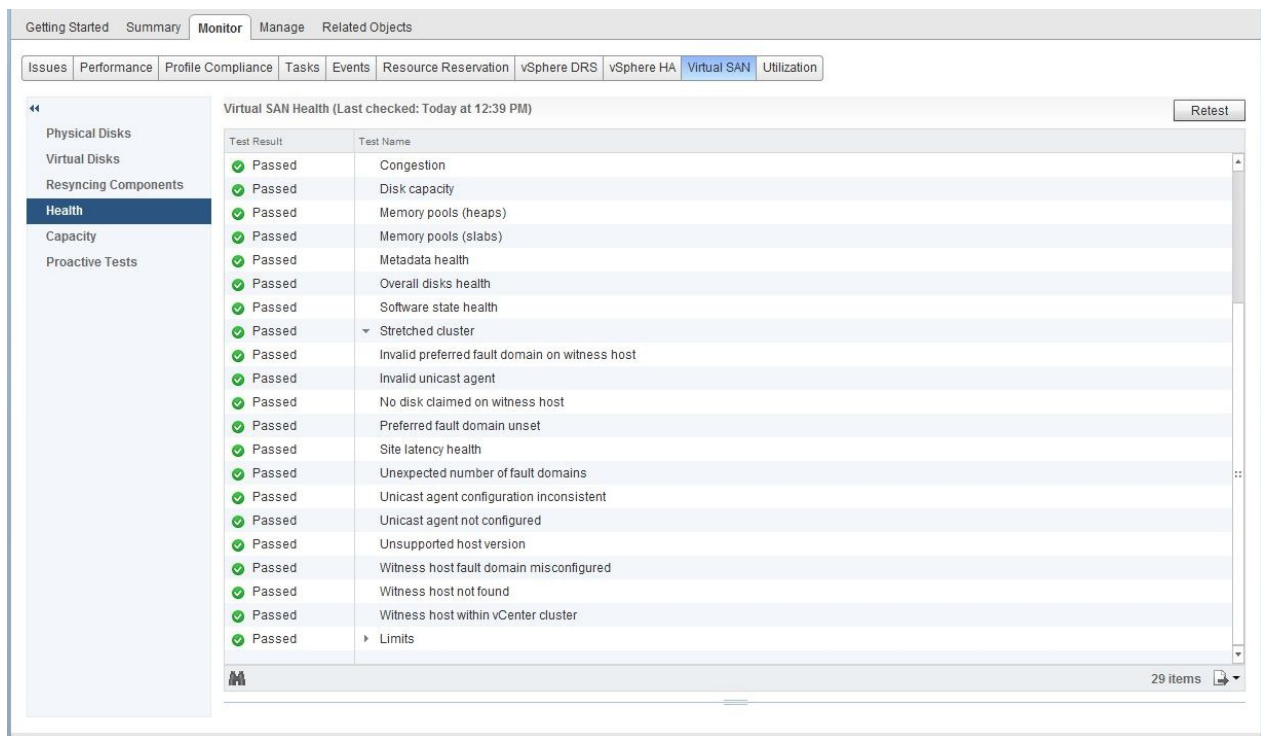 Getting Started Summary Monitor Manage Related Objects
Issues Performance Profile Compliance Tasks Events Resource Reservation vSphere DRS vSphere HA Virtual SAN Utilization
Physical Disks
Virtual Disks
Resyncing Components
Health
Capacity
Proactive Tests
Virtual SAN Health (Last checked: Today at 12:39 PM)
Retest
Test Result Test Name
Passed Congestion
Passed Disk capacity
Passed Memory pools (heaps)
Passed Memory pools (slabs)
Passed Metadata health
Passed Overall disks health
Passed Software state health
Passed Stretched cluster
Passed Invalid preferred fault domain on witness host
Passed Invalid unicast agent
Passed No disk claimed on witness host
Passed Preferred fault domain unset
Passed Site latency health
Passed Unexpected number of fault domains
Passed Unicast agent configuration inconsistent
Passed Unicast agent not configured
Passed Unsupported host version
Passed Witness host fault domain misconfigured
Passed Witness host not found
Passed Witness host within vCenter cluster
Passed Limits
29 items